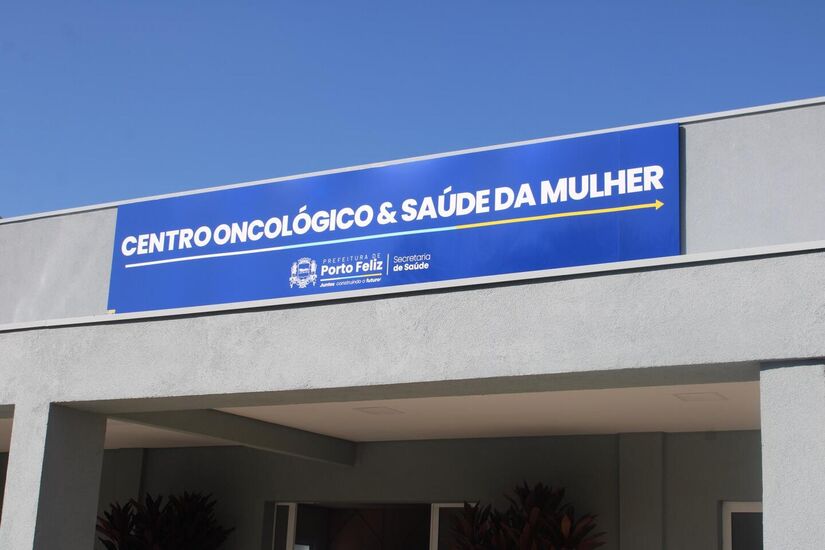 CENTRO ONCOLÓGICO & SAÚDE DA MULHER
PREFEITURA DE
Porto Feliz
Juntos construindo o futuro!
Secretaria
de Saúde